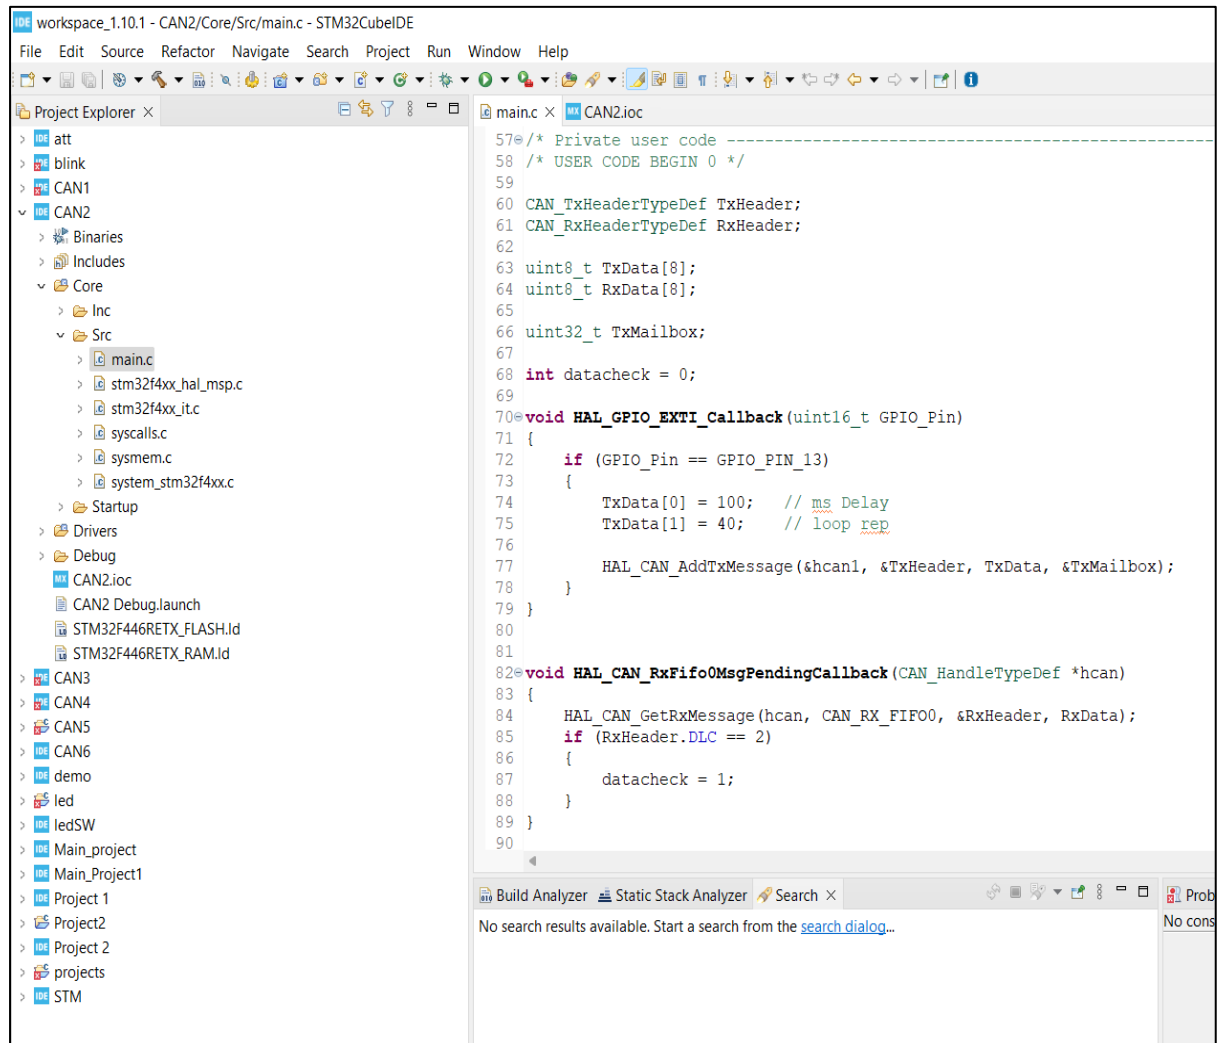 IDE workspace_1.10.1 - CAN2/Core/Src/main.c - STM32CubeIDE
File Edit Source Refactor Navigate Search Project Run Window Help
Project Explorer
att
blink
CAN1
CAN2
Binaries
Includes
Core
Inc
Src
main.c
stm32f4xx_hal_msp.c
stm32f4xx_it.c
syscalls.c
sysmem.c
system_stm32f4xx.c
Startup
Drivers
Debug
CAN2.ioc
CAN2 Debug.launch
STM32F446RETX_FLASH.ld
STM32F446RETX_RAM.ld
CAN3
CAN4
CAN5
CAN6
demo
led
ledSW
Main_project
Main_Project1
Project 1
Project2
Project 2
projects
STM
main.c MX CAN2.ioc
57 /* Private user code ---------------------------------------------------
58 /* USER CODE BEGIN 0 */
59
60 CAN_TxHeaderTypeDef TxHeader;
61 CAN_RxHeaderTypeDef RxHeader;
62
63 uint8_t TxData[8];
64 uint8_t RxData[8];
65
66 uint32_t TxMailbox;
67
68 int datacheck = 0;
69
70 void HAL_GPIO_EXTI_Callback(uint16_t GPIO_Pin)
71 {
72 if (GPIO_Pin == GPIO_PIN_13)
73 {
74 TxData[0] = 100; // ms Delay
75 TxData[1] = 40; // loop rep
76
77 HAL_CAN_AddTxMessage(&hcan1, &TxHeader, TxData, &TxMailbox);
78 }
79 }
80
81
82 void HAL_CAN_RxFifo0MsgPendingCallback(CAN_HandleTypeDef *hcan)
83 {
84 HAL_CAN_GetRxMessage(hcan, CAN_RX_FIFO0, &RxHeader, RxData);
85 if (RxHeader.DLC == 2)
86 {
87 datacheck = 1;
88 }
89 }
90
Build Analyzer Static Stack Analyzer Search
No search results available. Start a search from the search dialog...
Prob
No cons